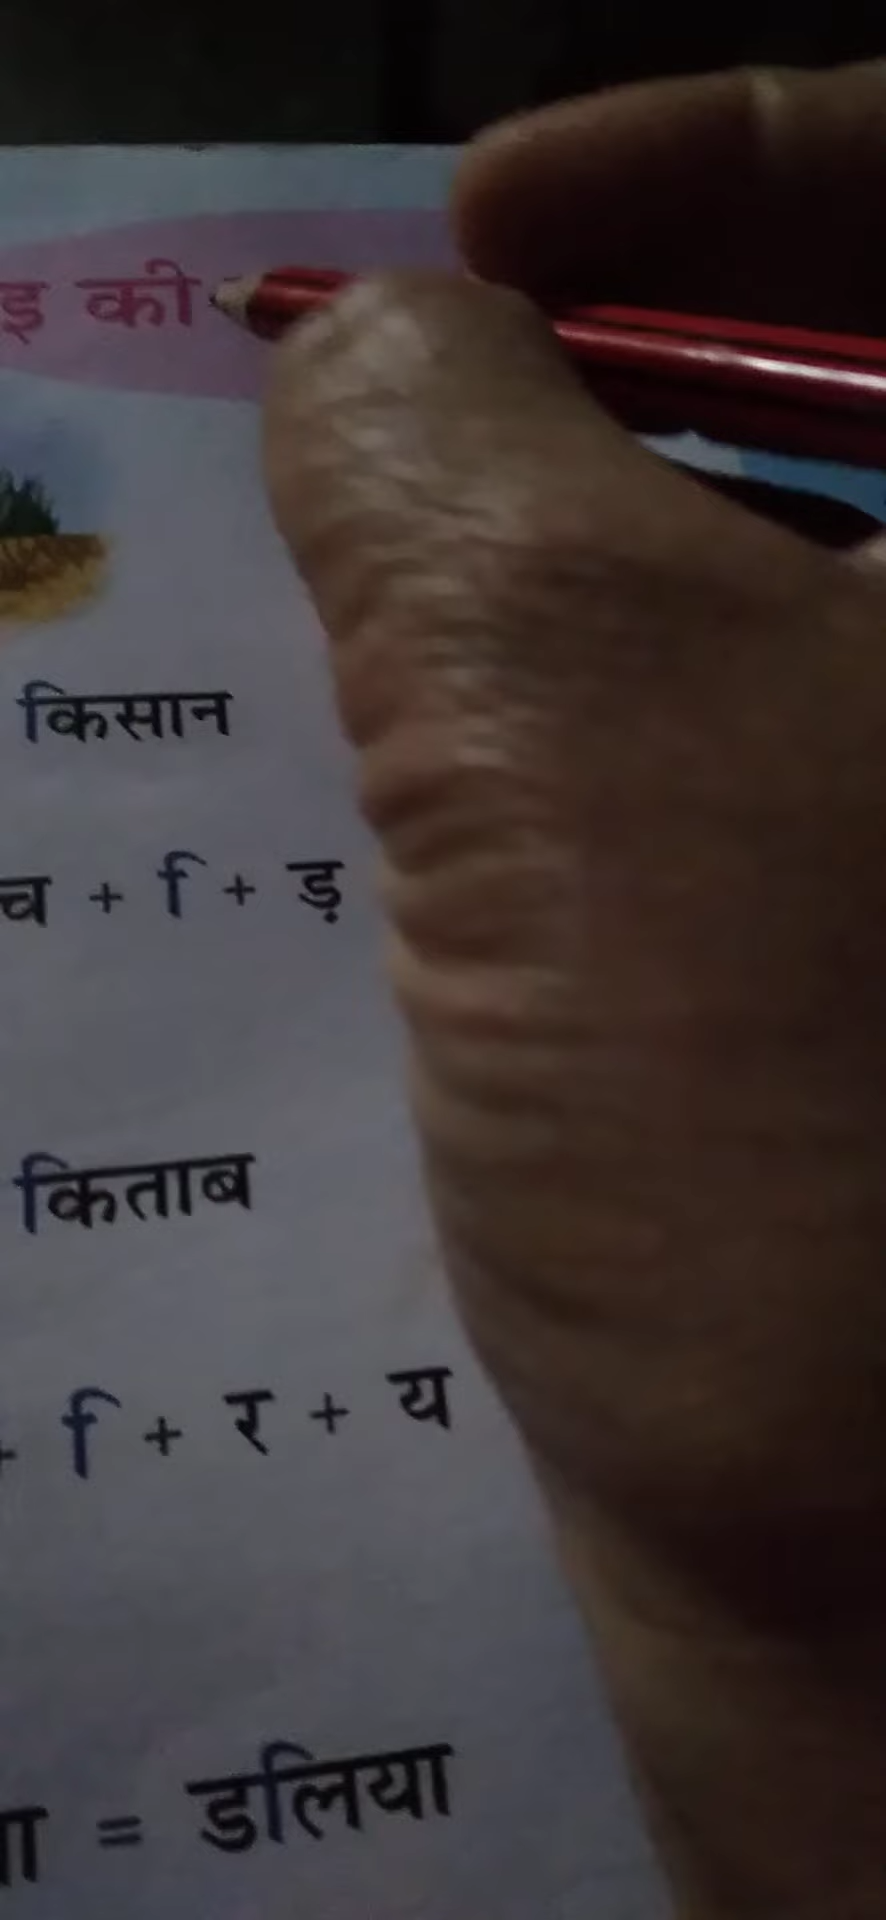 इ की
किसान
च + ि + ड़
किताब
+ ि + र + य
ा = डलिया